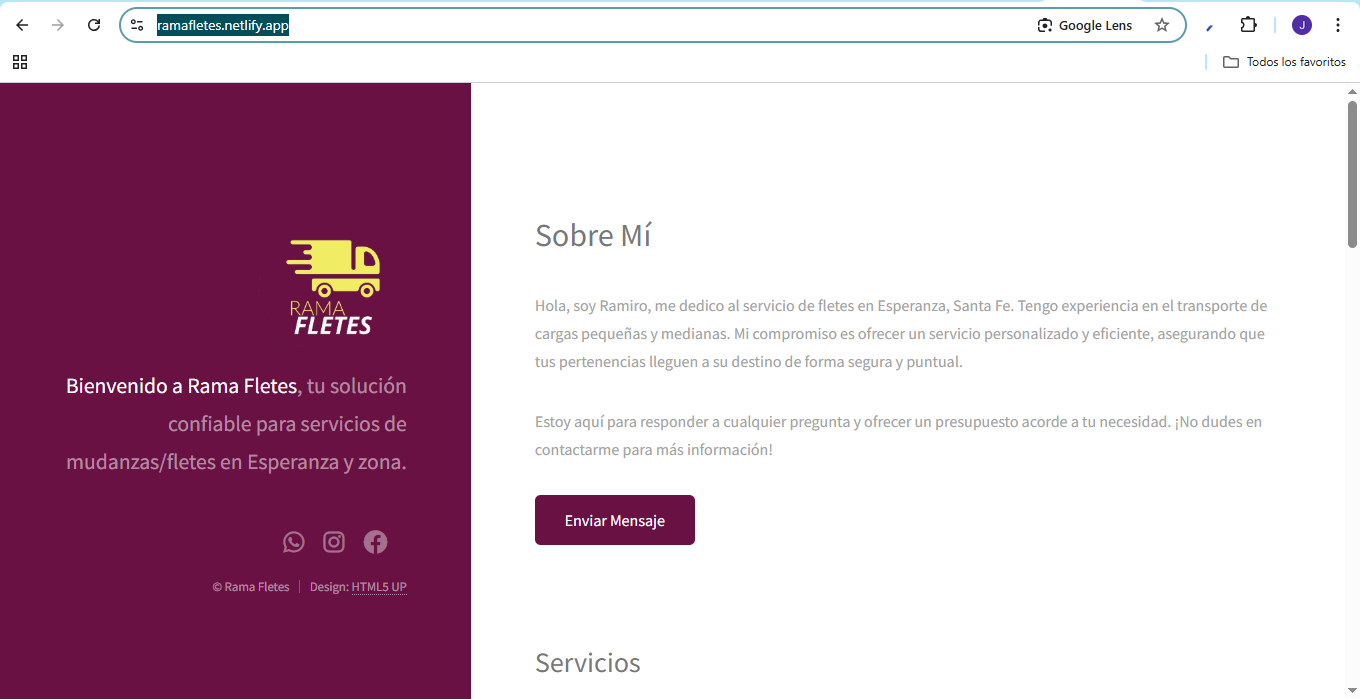 ramafletes.netlify.app
Google Lens
J
Todos los favoritos
RAMA
FLETES
Bienvenido a Rama Fletes, tu solución
confiable para servicios de
mudanzas/fletes en Esperanza y zona.
© Rama Fletes
Design: HTML5 UP
Sobre Mí
Hola, soy Ramiro, me dedico al servicio de fletes en Esperanza, Santa Fe. Tengo experiencia en el transporte de
cargas pequeñas y medianas. Mi compromiso es ofrecer un servicio personalizado y eficiente, asegurando que
tus pertenencias lleguen a su destino de forma segura y puntual.
Estoy aquí para responder a cualquier pregunta y ofrecer un presupuesto acorde a tu necesidad. ¡No dudes en
contactarme para más información!
Enviar Mensaje
Servicios